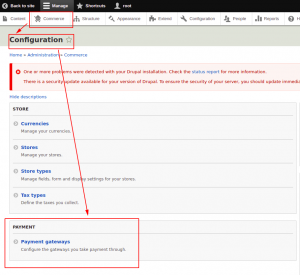 Back to site Manage Shortcuts root
Content Commerce Structure Appearance Extend Configuration People Reports
Configuration
Home » Administration » Commerce
One or more problems were detected with your Drupal installation. Check the status report for more information.
There is a security update available for your version of Drupal. To ensure the security of your server, you should update immed
Hide descriptions
STORE
Currencies
Manage your currencies.
Stores
Manage your stores.
Store types
Manage fields, form and display settings for your stores.
Tax types
Define the taxes you collect.
PAYMENT
Payment gateways
Configure the gateways you take payment through.